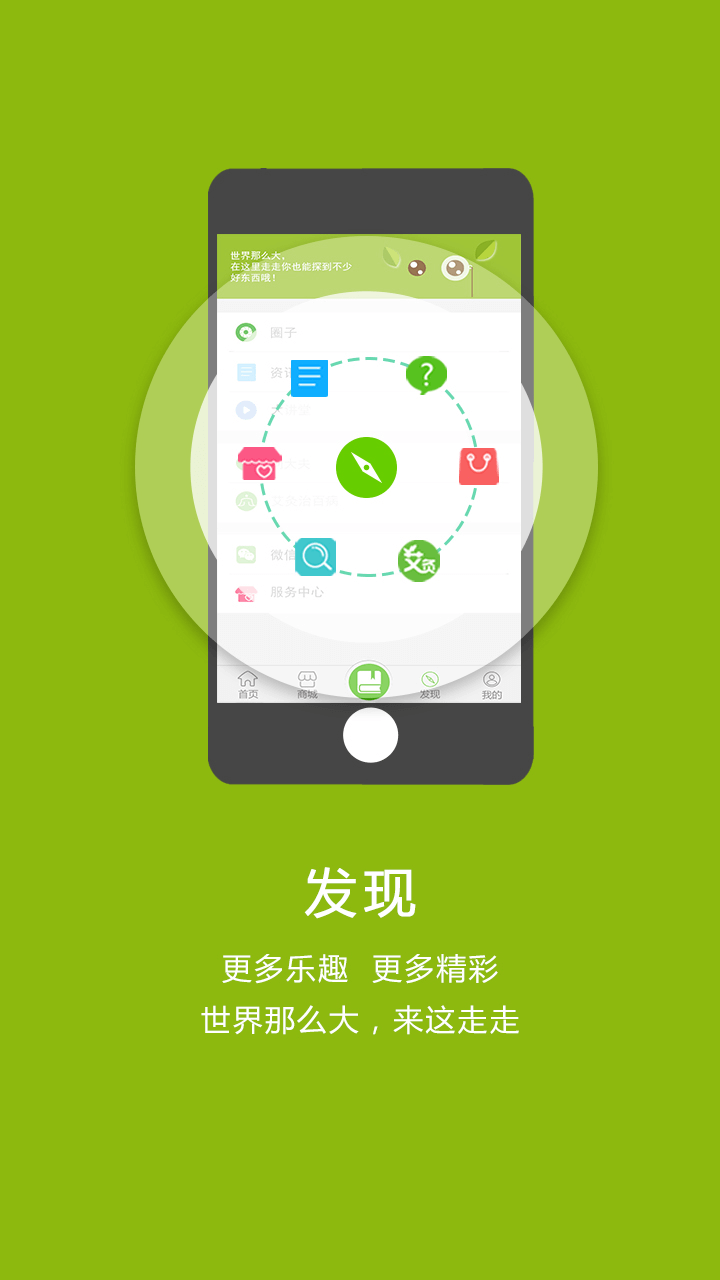 世界那么大，
在这里走走你也能探到不少
好东西哦！
圈子
资讯
?
艾灸
微信
服务中心
首页
商城
发现
我的
发现
更多乐趣 更多精彩
世界那么大，来这走走